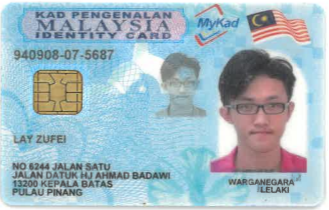 KAD PENGENALAN
MALAYSIA
IDENTITY CARD
MyKad
940908-07-5687
LAY ZUFEI
NO 6244 JALAN SATU
JALAN DATUK HJ AHMAD BADAWI
13200 KEPALA BATAS
PULAU PINANG
WARGANEGARA
LELAKI